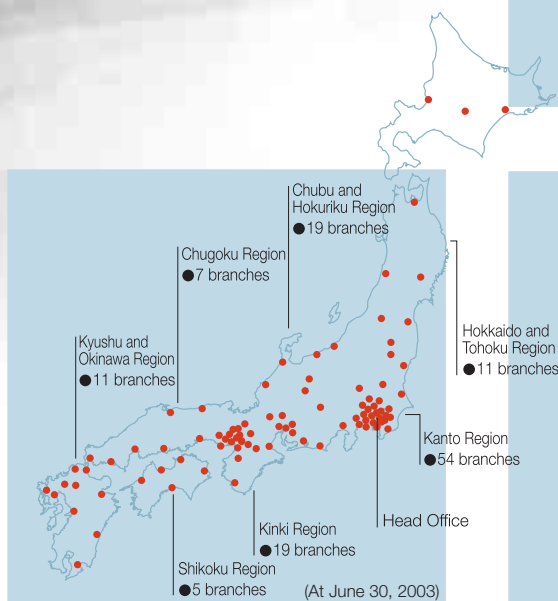 Chubu and
Hokuriku Region
●19 branches
Chugoku Region
●7 branches
Kyushu and
Okinawa Region
●11 branches
Hokkaido and
Tohoku Region
●11 branches
Kanto Region
●54 branches
Head Office
Kinki Region
●19 branches
Shikoku Region
●5 branches
(At June 30, 2003)